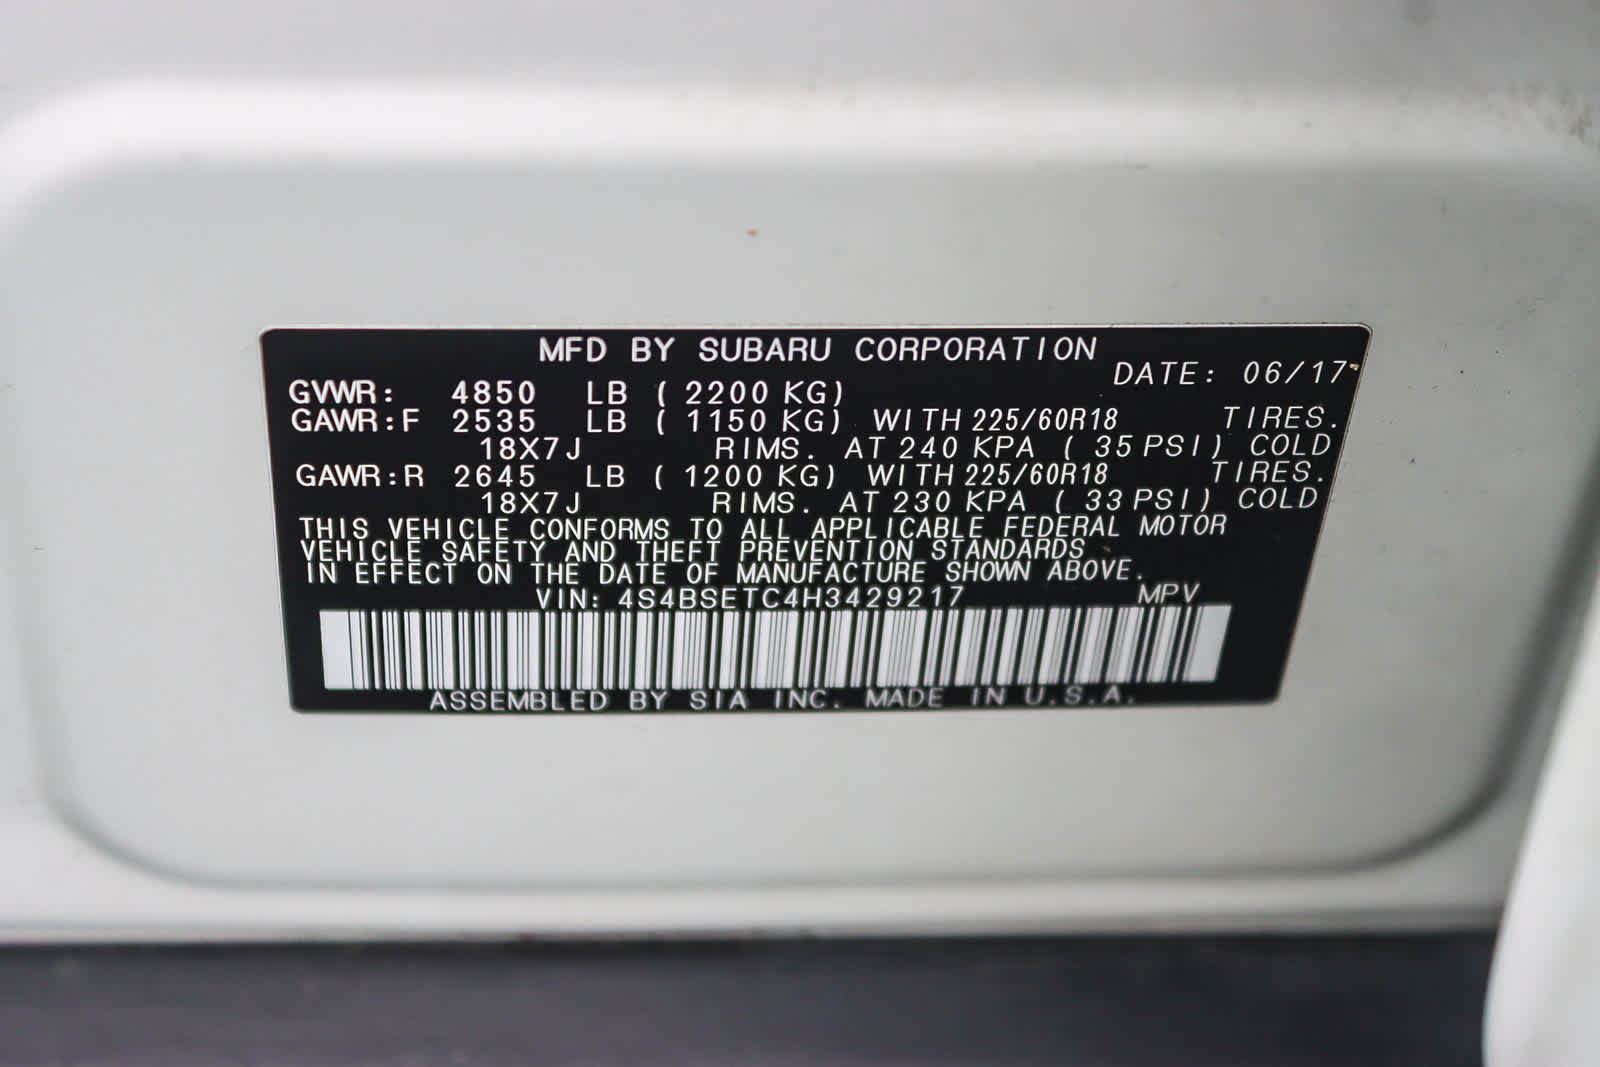 MFD BY SUBARU CORPORATION
DATE: 06/17
GVWR: 4850 LB ( 2200 KG)
GAWR:F 2535 LB ( 1150 KG) WITH 225/60R18 TIRES.
18X7J RIMS. AT 240 KPA ( 35 PSI) COLD
GAWR:R 2645 LB ( 1200 KG) WITH 225/60R18 TIRES.
18X7J RIMS. AT 230 KPA ( 33 PSI) COLD
THIS VEHICLE CONFORMS TO ALL APPLICABLE FEDERAL MOTOR
VEHICLE SAFETY AND THEFT PREVENTION STANDARDS
IN EFFECT ON THE DATE OF MANUFACTURE SHOWN ABOVE.
VIN: 4S4BSETC4H3429217 MPV
ASSEMBLED BY SIA INC. MADE IN U.S.A.